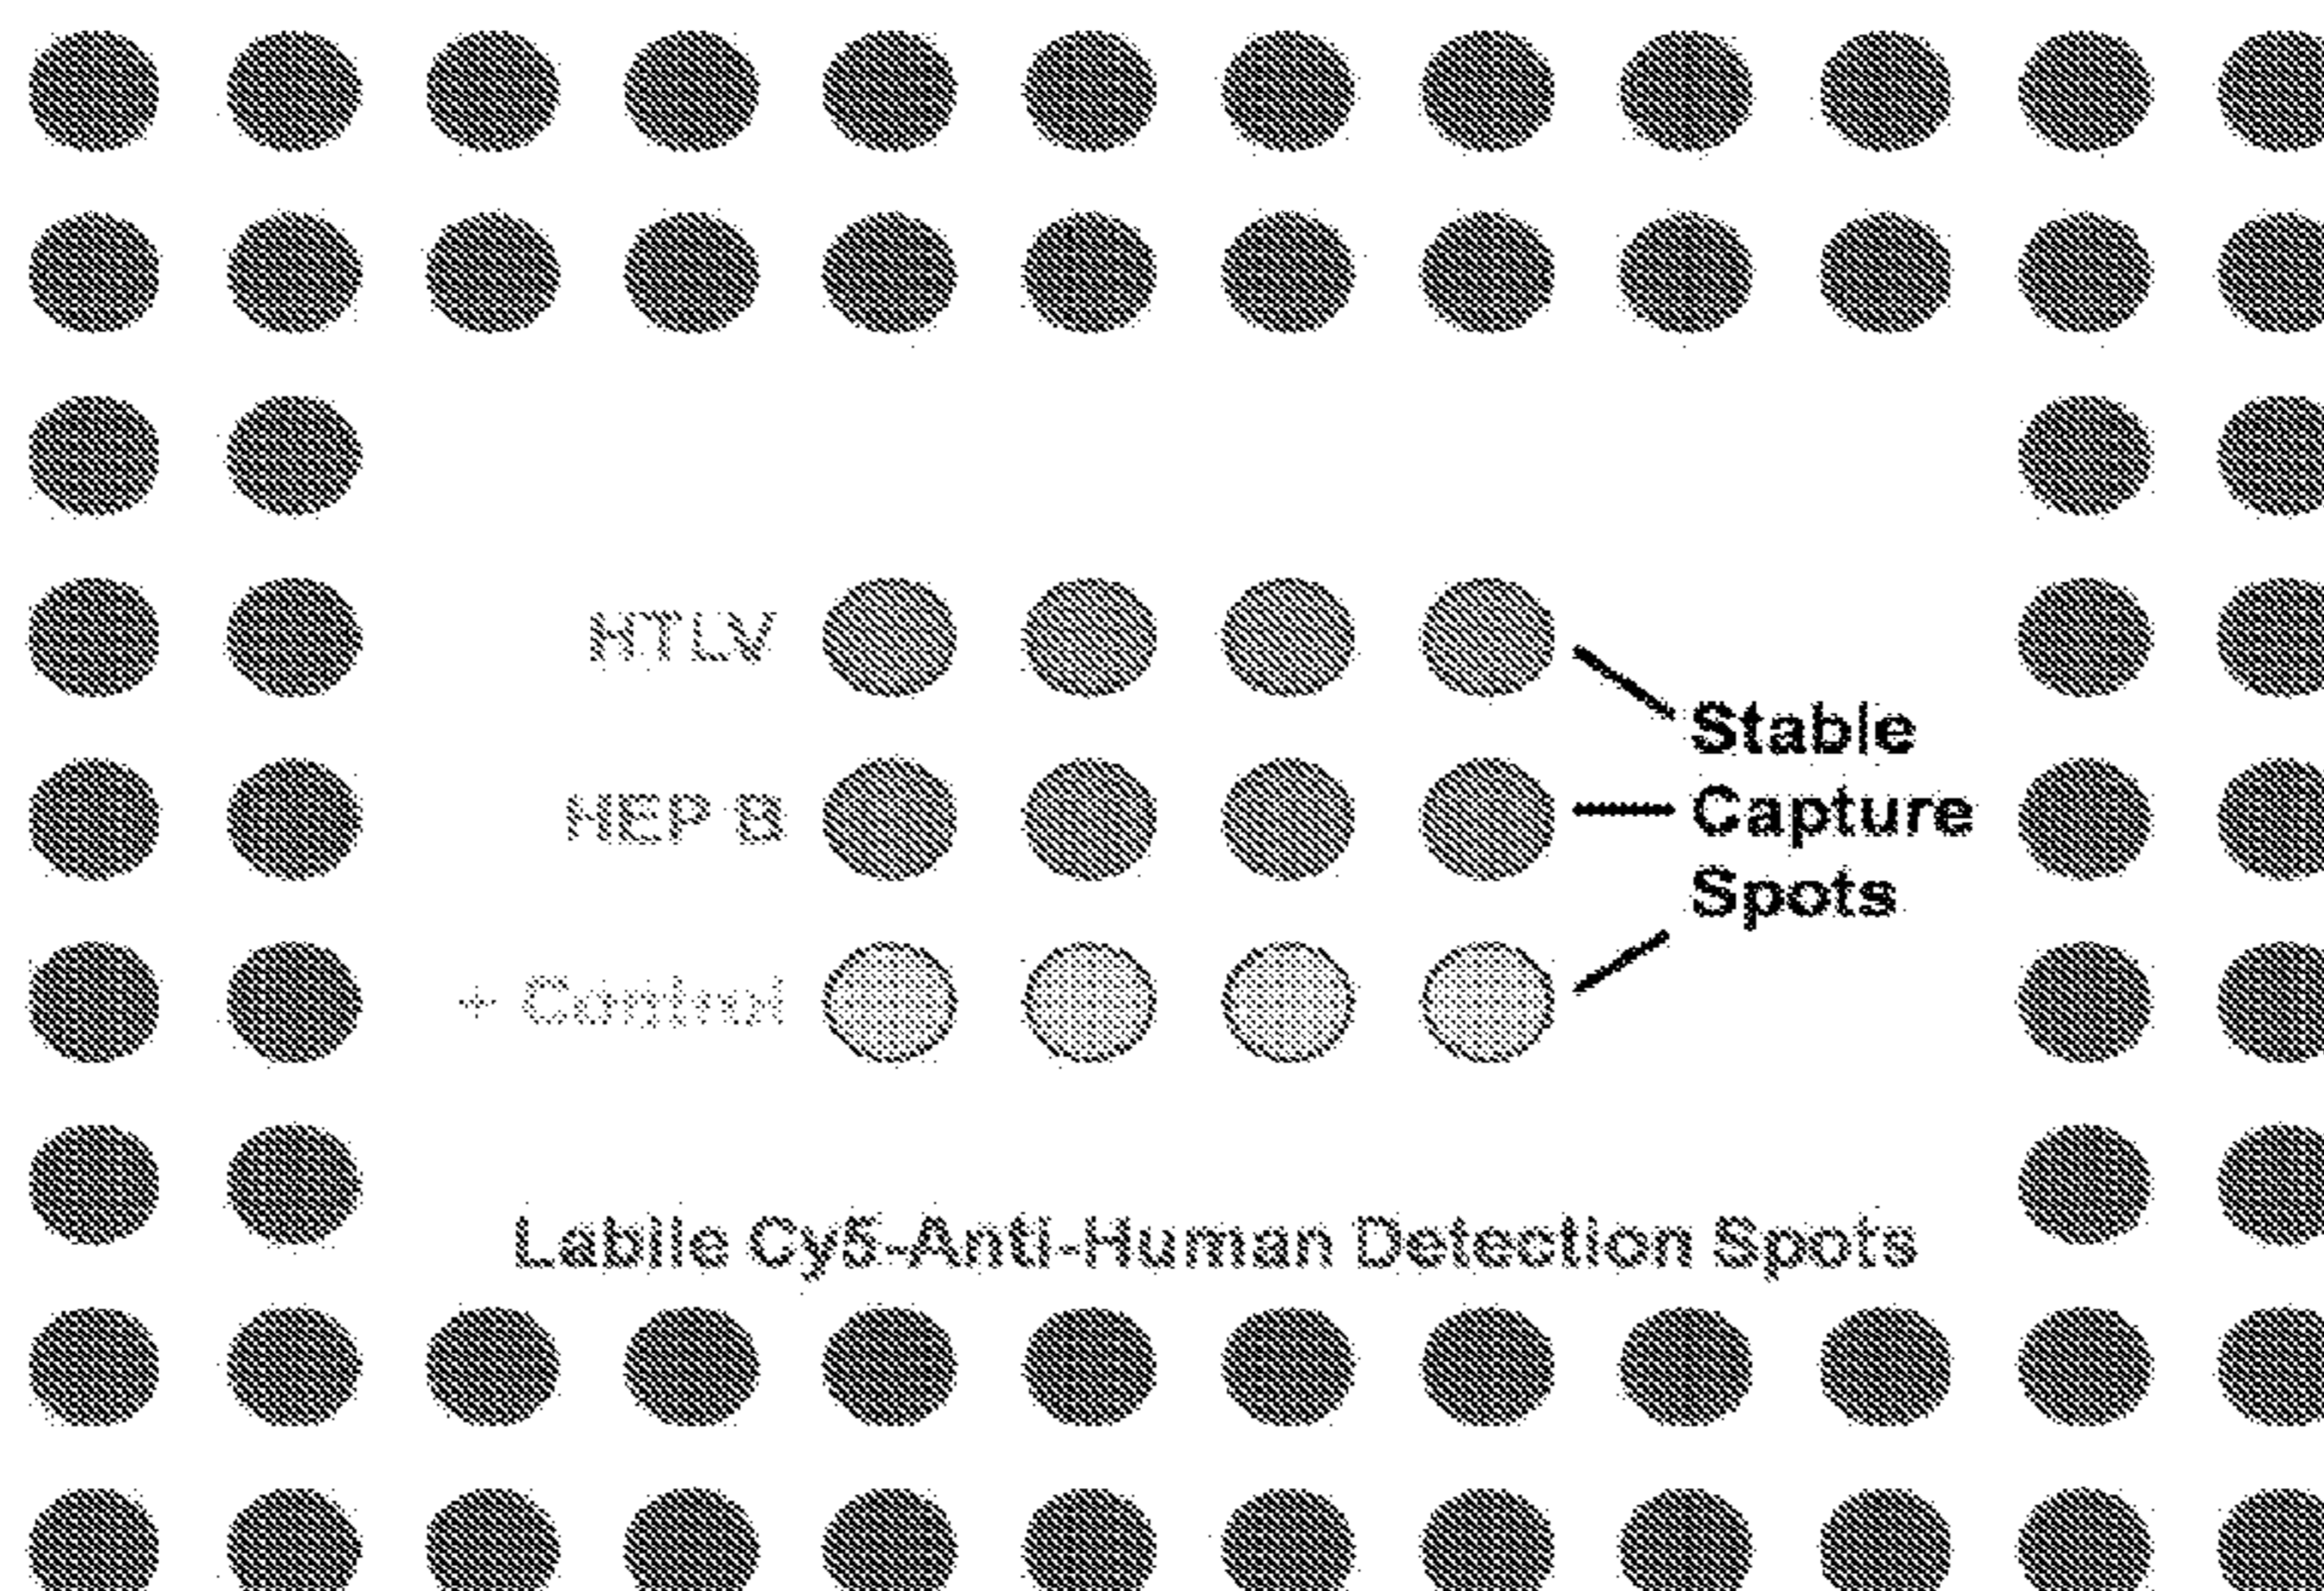 HTLV
HEP B
+ Control
Stable
Capture
Spots
Labile Cy5-Anti-Human Detection Spots